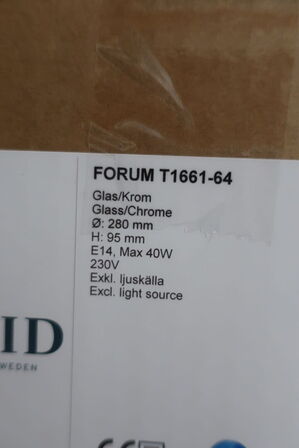 FORUM T1661-64
Glas/Krom
Glass/Chrome
Ø: 280 mm
H: 95 mm
E14, Max 40W
230V
Exkl. ljuskälla
Excl. light source
ID
WEDEN
CE